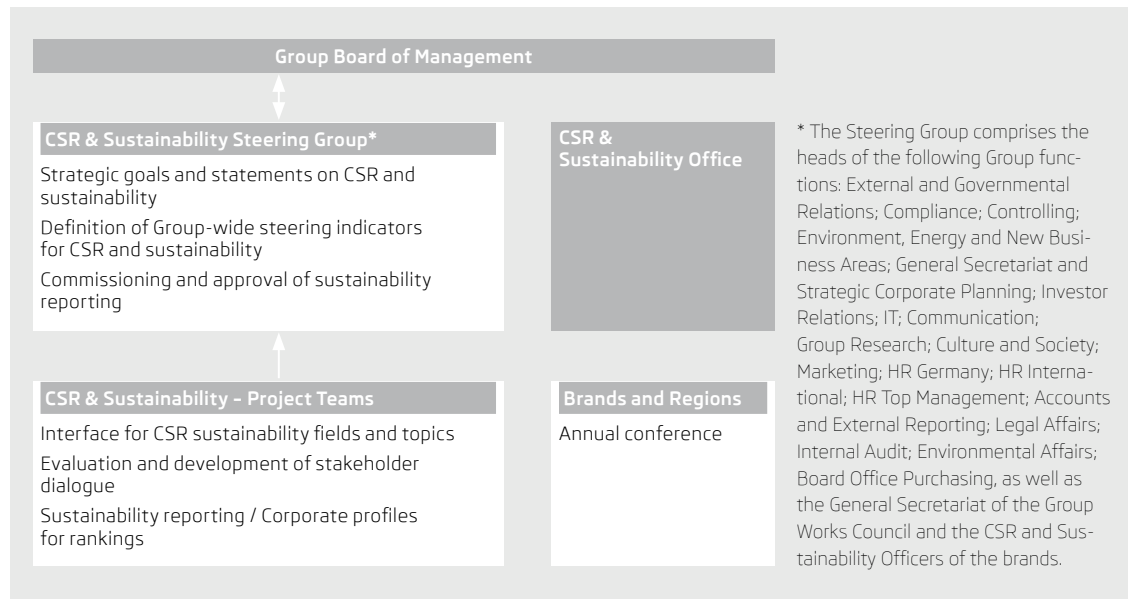 Group Board of Management
CSR & Sustainability Steering Group*
Strategic goals and statements on CSR and
sustainability
Definition of Group-wide steering indicators
for CSR and sustainability
Commissioning and approval of sustainability
reporting
CSR &
Sustainability Office
CSR & Sustainability – Project Teams
Interface for CSR sustainability fields and topics
Evaluation and development of stakeholder
dialogue
Sustainability reporting / Corporate profiles
for rankings
Brands and Regions
Annual conference
* The Steering Group comprises the
heads of the following Group func-
tions: External and Governmental
Relations; Compliance; Controlling;
Environment, Energy and New Busi-
ness Areas; General Secretariat and
Strategic Corporate Planning; Investor
Relations; IT; Communication;
Group Research; Culture and Society;
Marketing; HR Germany; HR Interna-
tional; HR Top Management; Accounts
and External Reporting; Legal Affairs;
Internal Audit; Environmental Affairs;
Board Office Purchasing, as well as
the General Secretariat of the Group
Works Council and the CSR and Sus-
tainability Officers of the brands.